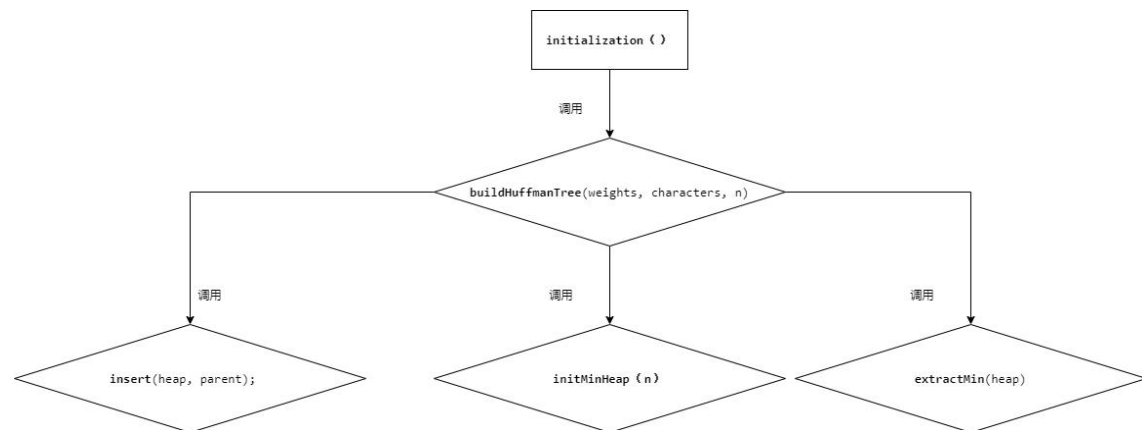 initialization（）
调用
buildHuffmanTree(weights, characters, n)
调用
调用
调用
insert(heap, parent);
initMinHeap（n）
extractMin(heap)